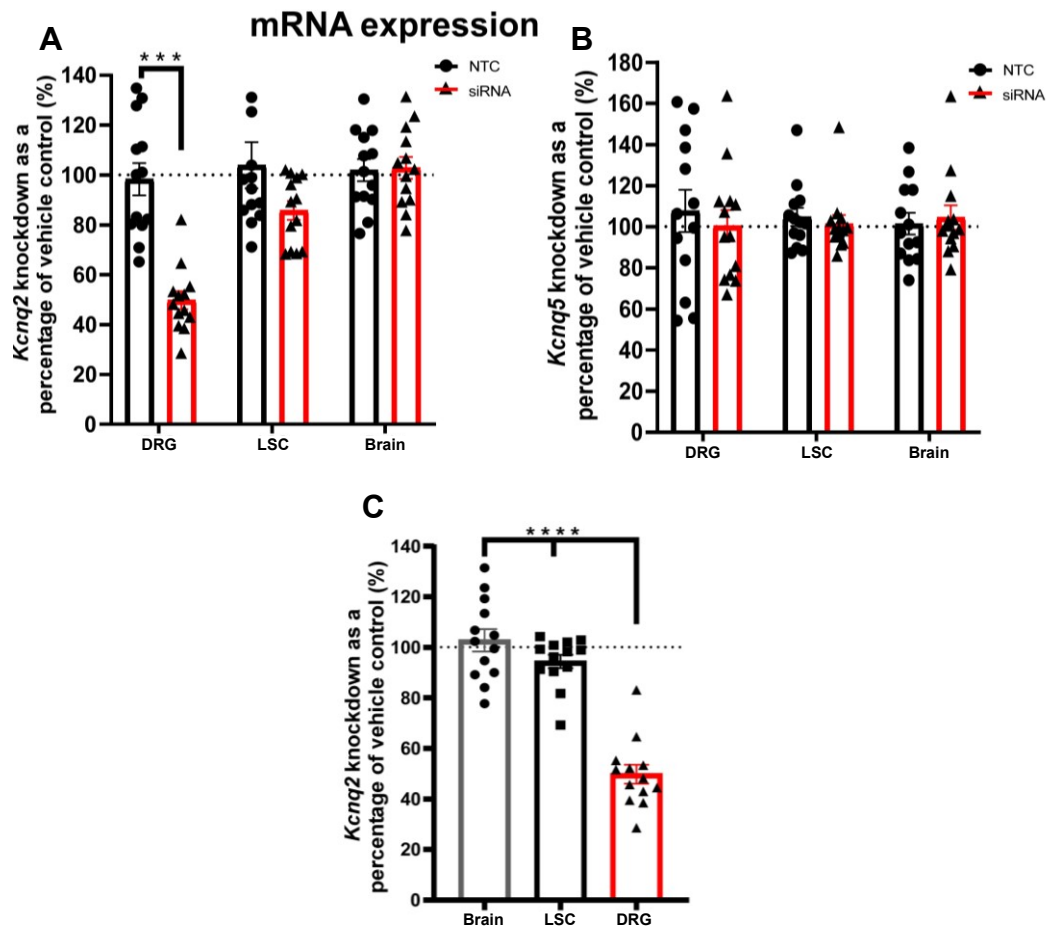 mRNA expression
A
Kcnq2 knockdown as a
percentage of vehicle control (%)
140
120
100
80
60
40
20
0
***
NTC
siRNA
DRG LSC Brain
B
Kcnq5 knockdown as a
percentage of vehicle control (%)
180
160
140
120
100
80
60
40
20
0
NTC
siRNA
DRG LSC Brain
C
Kcnq2 knockdown as a
percentage of vehicle control (%)
140
120
100
80
60
40
20
0
****
Brain LSC DRG